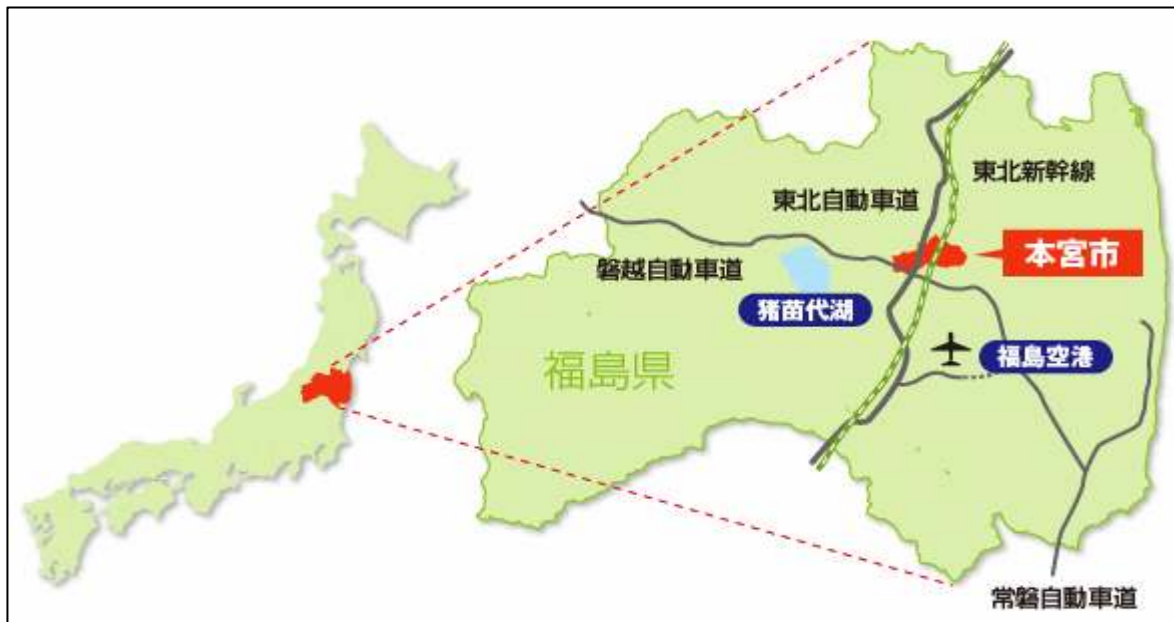 東北新幹線
東北自動車道
本宮市
磐越自動車道
猪苗代湖
福島空港
福島県
常磐自動車道